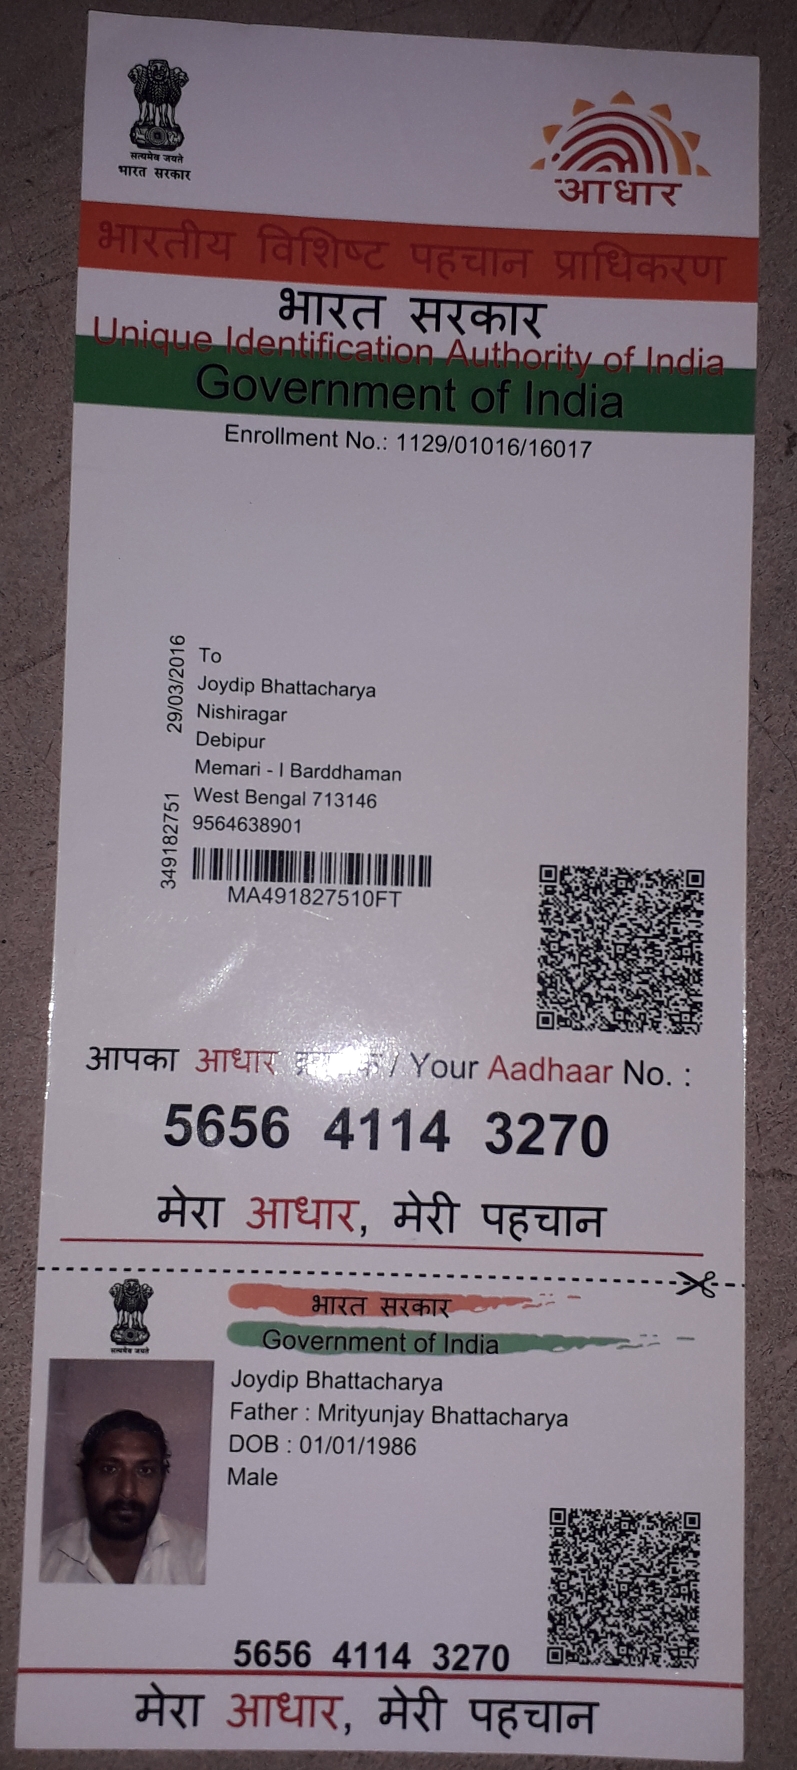 सत्यमेव जयते
भारत सरकार
आधार
भारतीय विशिष्ट पहचान प्राधिकरण
भारत सरकार
Unique Identification Authority of India
Government of India
Enrollment No.: 1129/01016/16017
29/03/2016
349182751
To
Joydip Bhattacharya
Nishiragar
Debipur
Memari - I Barddhaman
West Bengal 713146
9564638901
MA491827510FT
आपका आधार / Your Aadhaar No. :
5656 4114 3270
मेरा आधार, मेरी पहचान
सत्यमेव जयते
भारत सरकार
Government of India
Joydip Bhattacharya
Father : Mrityunjay Bhattacharya
DOB : 01/01/1986
Male
5656 4114 3270
मेरा आधार, मेरी पहचान